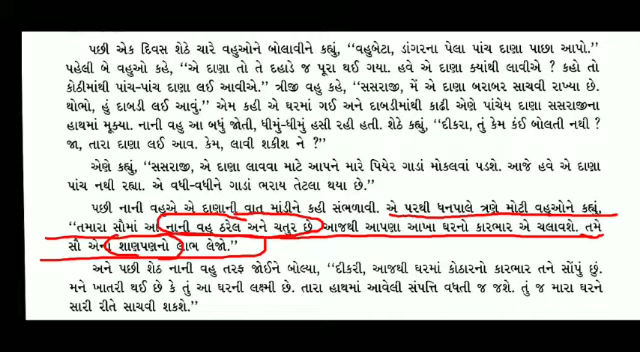 પછી એક દિવસ શેઠે ચારે વહુઓને બોલાવીને કહ્યું, “વહુબેટા, ડાંગરના પેલા પાંચ દાણા પાછા આપો.”
પહેલી બે વહુઓ કહે, “એ દાણા તો તે દહાડે જ પૂરા થઈ ગયા. હવે એ દાણા ક્યાંથી લાવીએ ? કહો તો
કોઠીમાંથી પાંચ-પાંચ દાણા લઈ આવીએ.” ત્રીજી વહુ કહે, “સસરાજી, મેં એ દાણા બરાબર સાચવી રાખ્યા છે.
થોભો, હું દાબડી લઈ આવું.” એમ કહી એ ઘરમાં ગઈ અને દાબડીમાંથી કાઢી એણે પાંચેય દાણા સસરાજીના
હાથમાં મૂક્યા. નાની વહુ આ બધું જોતી, ધીમું-ધીમું હસી રહી હતી. શેઠે કહ્યું, “દીકરા, તું કેમ કંઈ બોલતી નથી ?
જા, તારા દાણા લઈ આવ. કેમ, લાવી શકીશ ને ?”
એણે કહ્યું, “સસરાજી, એ દાણા લાવવા માટે આપને મારે પિયેર ગાડાં મોકલવાં પડશે. આજે હવે એ દાણા
પાંચ નથી રહ્યા. એ વધી-વધીને ગાડાં ભરાય તેટલા થયા છે.”
પછી નાની વહુએ એ દાણાની વાત માંડીને કહી સંભળાવી. એ પરથી ધનપાલે ત્રણે મોટી વહુઓને કહ્યું,
“તમારા સૌમાં આ નાની વહુ ઠરેલ અને ચતુર છે. આજથી આપણા આખા ઘરનો કારભાર એ ચલાવશે. તમે
સૌ એના શાણપણનો લાભ લેજો.”
અને પછી શેઠ નાની વહુ તરફ જોઈને બોલ્યા, “દીકરી, આજથી ઘરમાં કોઠારનો કારભાર તને સોંપું છું.
મને ખાતરી થઈ છે કે તું આ ઘરની લક્ષ્મી છે. તારા હાથમાં આવેલી સંપત્તિ વધતી જ જશે. તું જ મારા ઘરને
સારી રીતે સાચવી શકશે.”